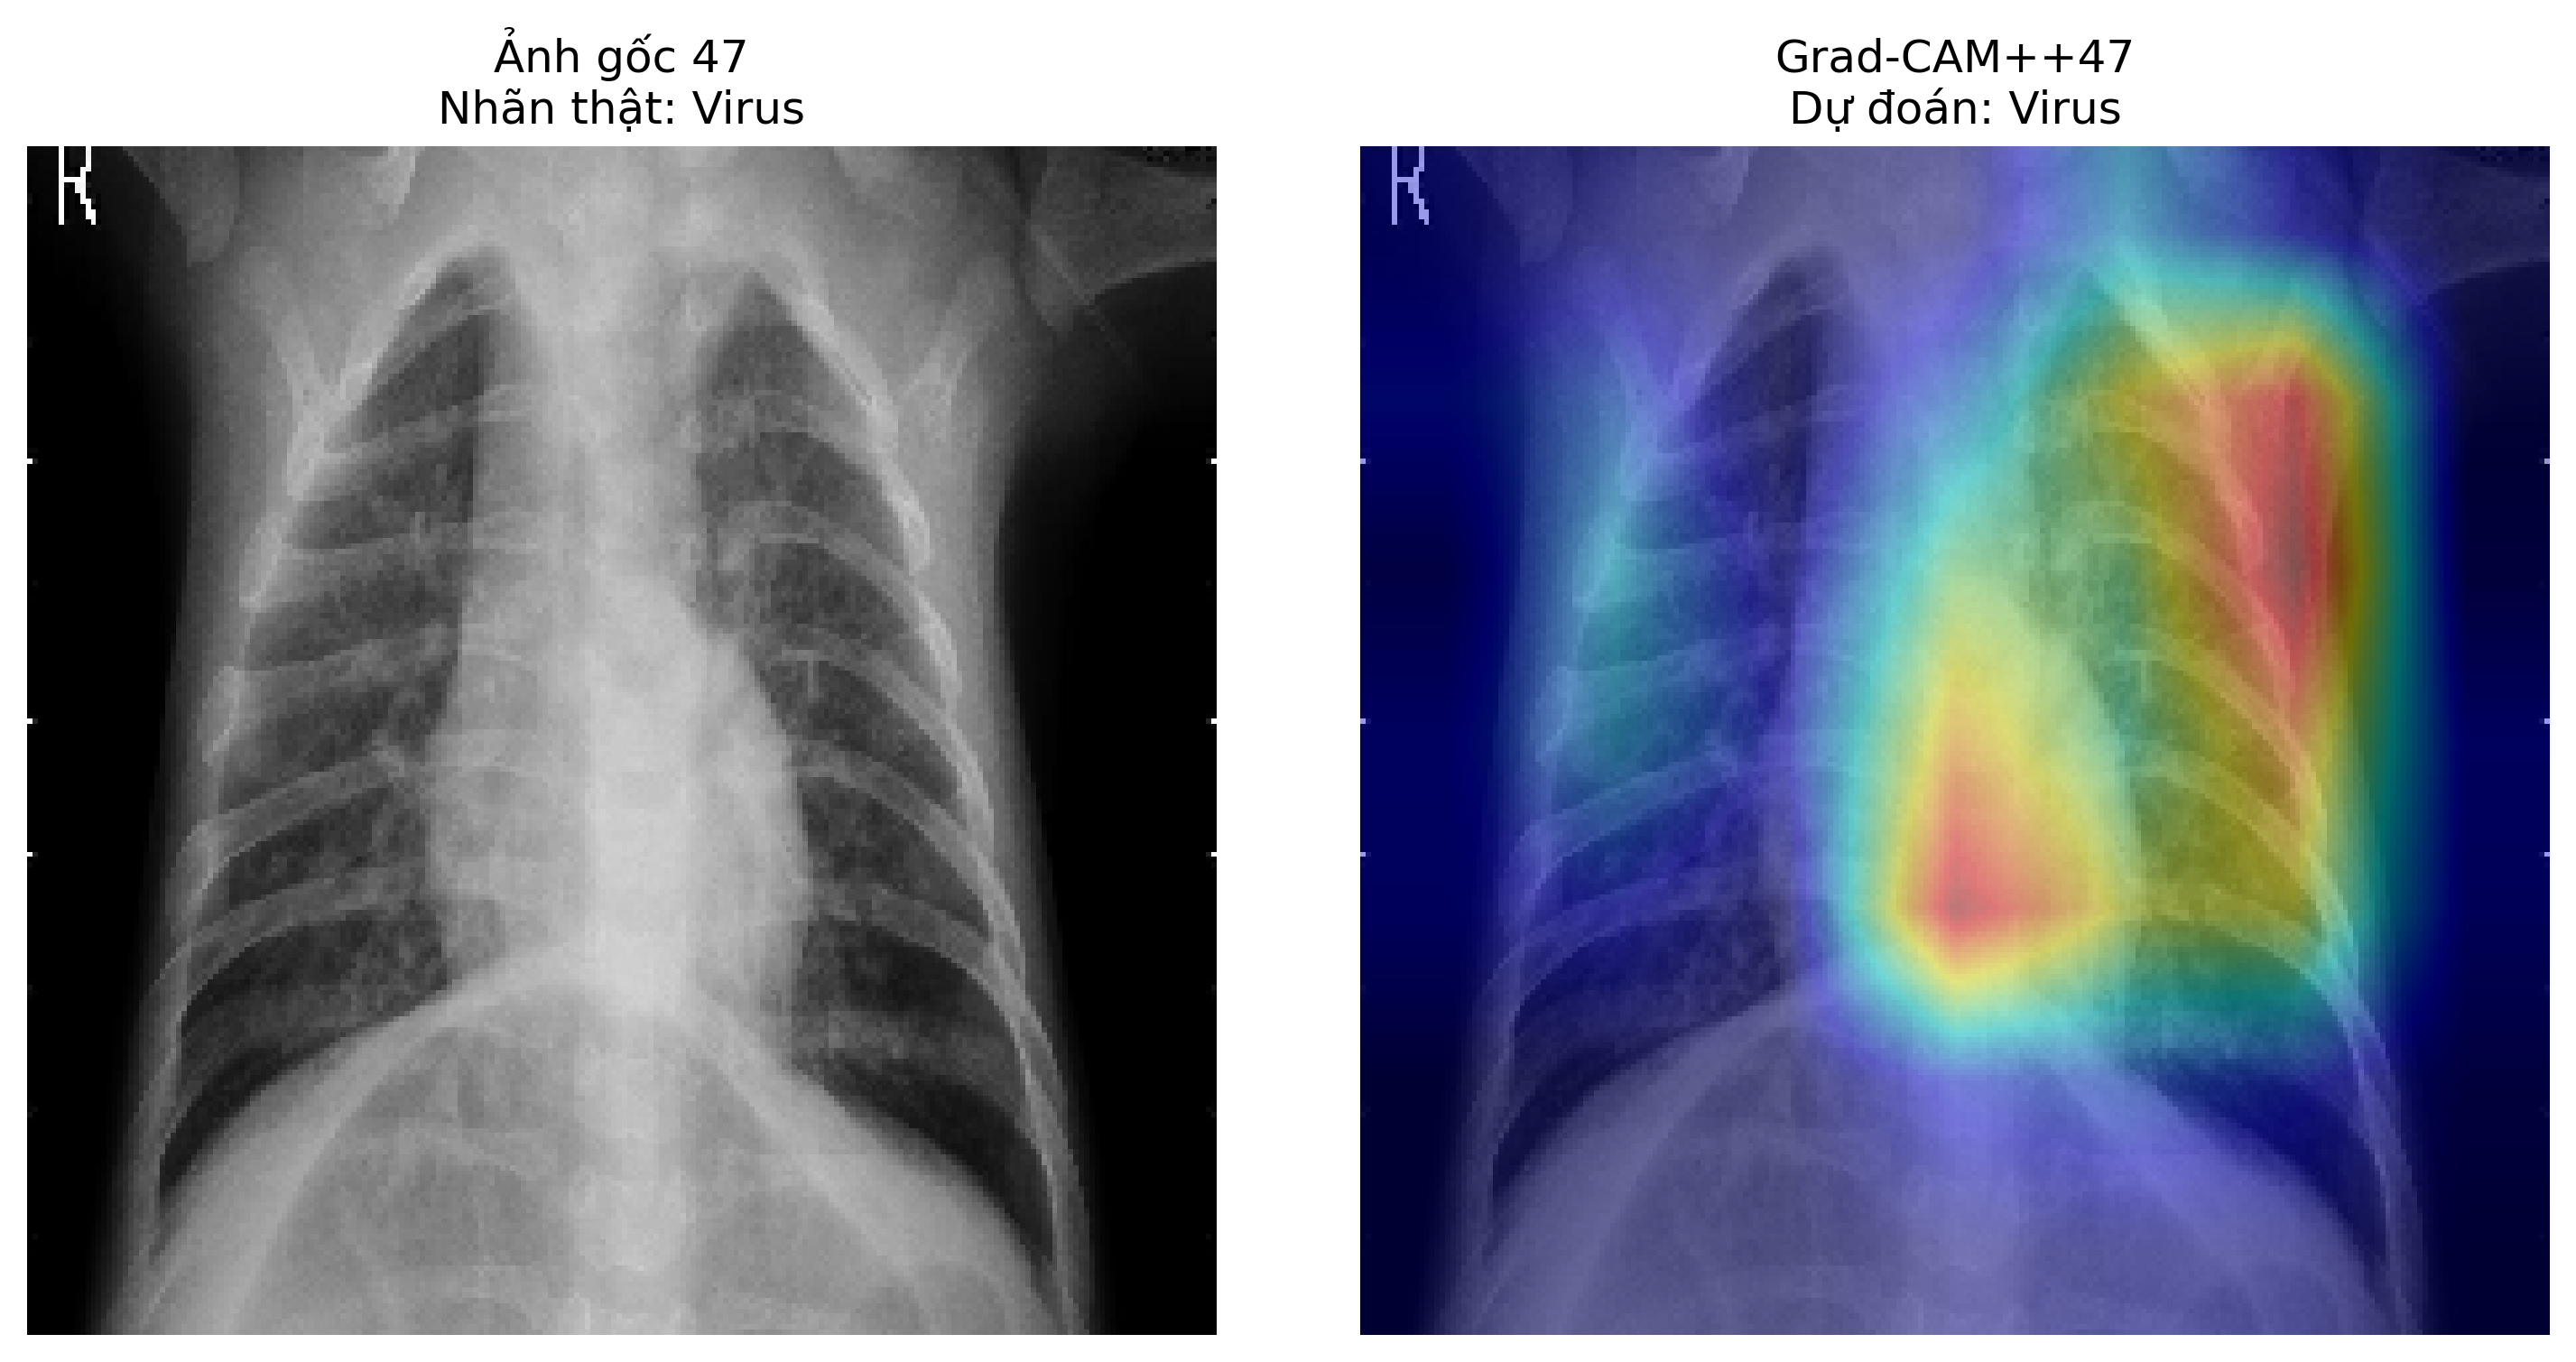 Ảnh gốc 47
Nhãn thật: Virus
R
Grad-CAM++47
Dự đoán: Virus
R